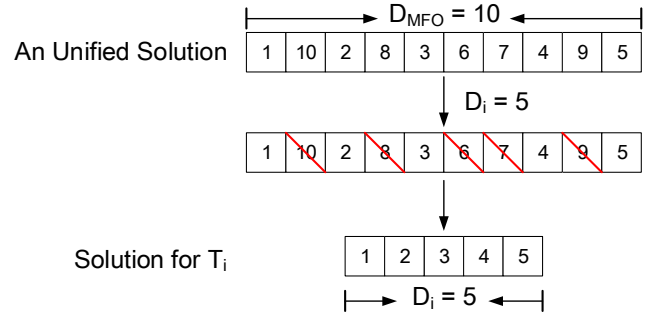 D_MFO = 10
An Unified Solution 1 10 2 8 3 6 7 4 9 5
D_i = 5
1 10 2 8 3 6 7 4 9 5
Solution for T_i 1 2 3 4 5
D_i = 5